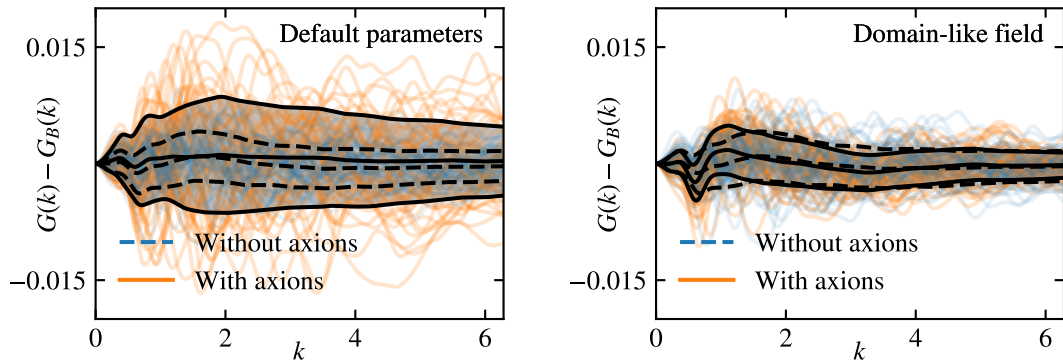 Default parameters
0.015
G(k) − G_B(k)
−0.015
Without axions
With axions
0 2 4 6
k
Domain-like field
0.015
G(k) − G_B(k)
−0.015
Without axions
With axions
0 2 4 6
k